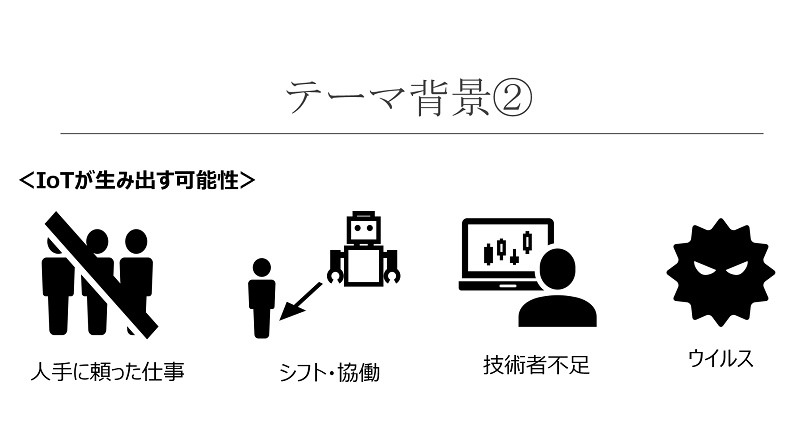 テーマ背景②
＜IoTが生み出す可能性＞
人手に頼った仕事
シフト・協働
技術者不足
ウイルス